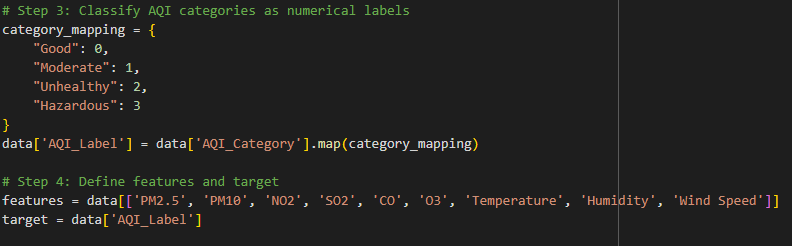 # Step 3: Classify AQI categories as numerical labels
category_mapping = {
    "Good": 0,
    "Moderate": 1,
    "Unhealthy": 2,
    "Hazardous": 3
}
data['AQI_Label'] = data['AQI_Category'].map(category_mapping)

# Step 4: Define features and target
features = data[['PM2.5', 'PM10', 'NO2', 'SO2', 'CO', 'O3', 'Temperature', 'Humidity', 'Wind Speed']]
target = data['AQI_Label']